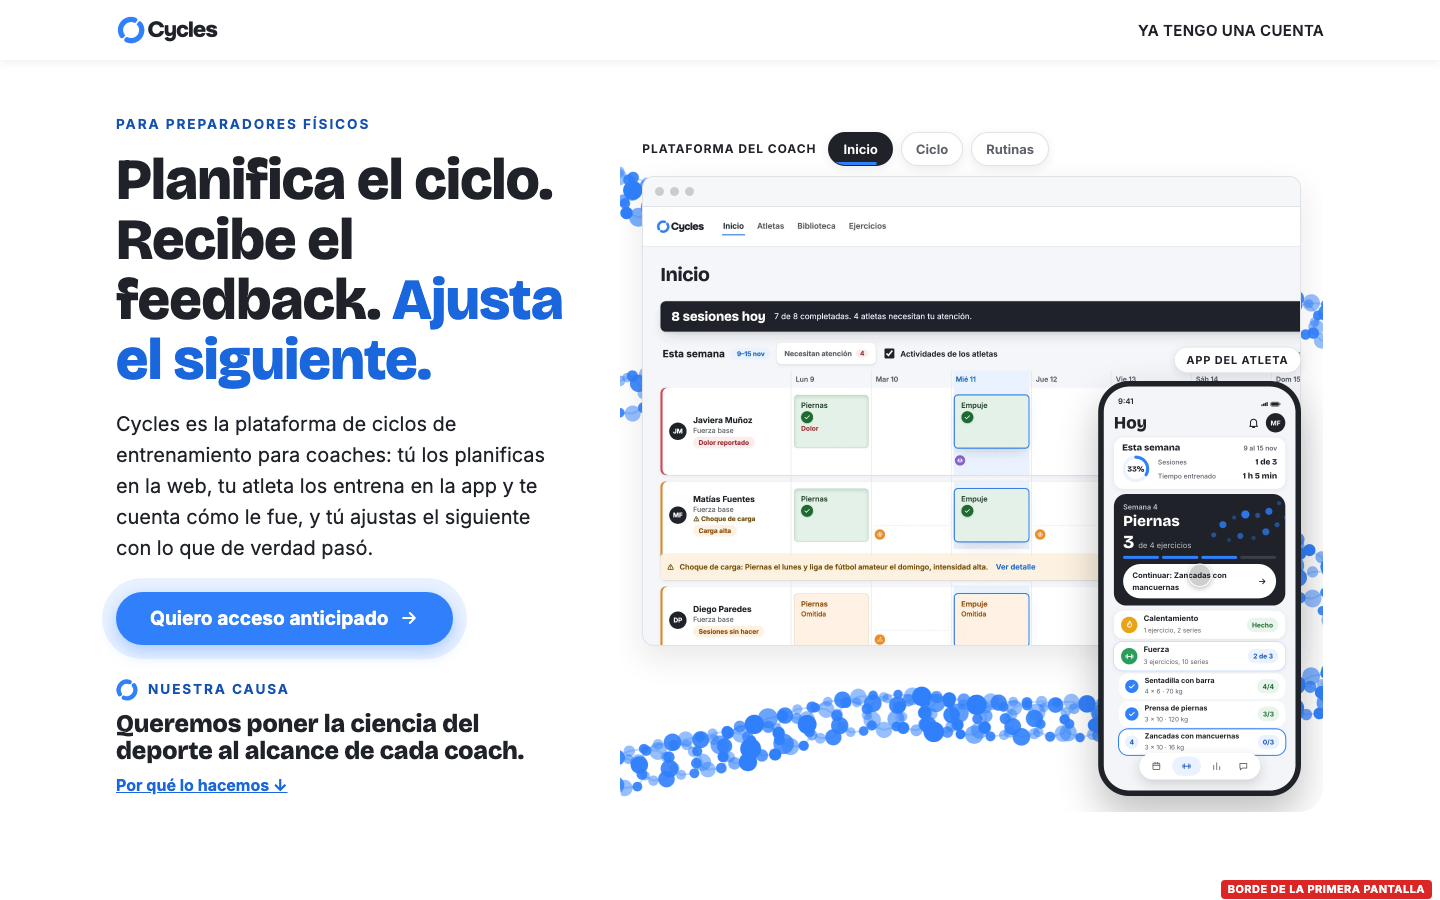 Cycles
YA TENGO UNA CUENTA
PARA PREPARADORES FÍSICOS
Planifica el ciclo.
Recibe el
feedback. Ajusta
el siguiente.
Cycles es la plataforma de ciclos de
entrenamiento para coaches: tú los planificas
en la web, tu atleta los entrena en la app y te
cuenta cómo le fue, y tú ajustas el siguiente
con lo que de verdad pasó.
Quiero acceso anticipado →
NUESTRA CAUSA
Queremos poner la ciencia del
deporte al alcance de cada coach.
Por qué lo hacemos ↓
PLATAFORMA DEL COACH Inicio Ciclo Rutinas
Cycles Inicio Atletas Biblioteca Ejercicios
Inicio
8 sesiones hoy 7 de 8 completadas. 4 atletas necesitan tu atención.
Esta semana 9–15 nov Necesitan atención 4 Actividades de los atletas
Lun 9 Mar 10 Mié 11 Jue 12 Vie 13 Sáb 14 Dom 15
JM Javiera Muñoz
Fuerza base
Dolor reportado
Piernas
Dolor
Empuje
MF Matías Fuentes
Fuerza base
Choque de carga
Carga alta
Piernas
Empuje
Choque de carga: Piernas el lunes y liga de fútbol amateur el domingo, intensidad alta. Ver detalle
DP Diego Paredes
Fuerza base
Sesiones sin hacer
Piernas
Omitida
Empuje
Omitida
APP DEL ATLETA
9:41
Hoy MF
Esta semana 9 al 15 nov
33%
Sesiones 1 de 3
Tiempo entrenado 1 h 5 min
Semana 4
Piernas
3 de 4 ejercicios
Continuar: Zancadas con
mancuernas →
Calentamiento
1 ejercicio, 2 series
Hecho
Fuerza
3 ejercicios, 10 series
2 de 3
Sentadilla con barra
4 × 6 · 70 kg
4/4
Prensa de piernas
3 × 10 · 120 kg
3/3
4 Zancadas con mancuernas
3 × 10 · 16 kg
0/3
BORDE DE LA PRIMERA PANTALLA